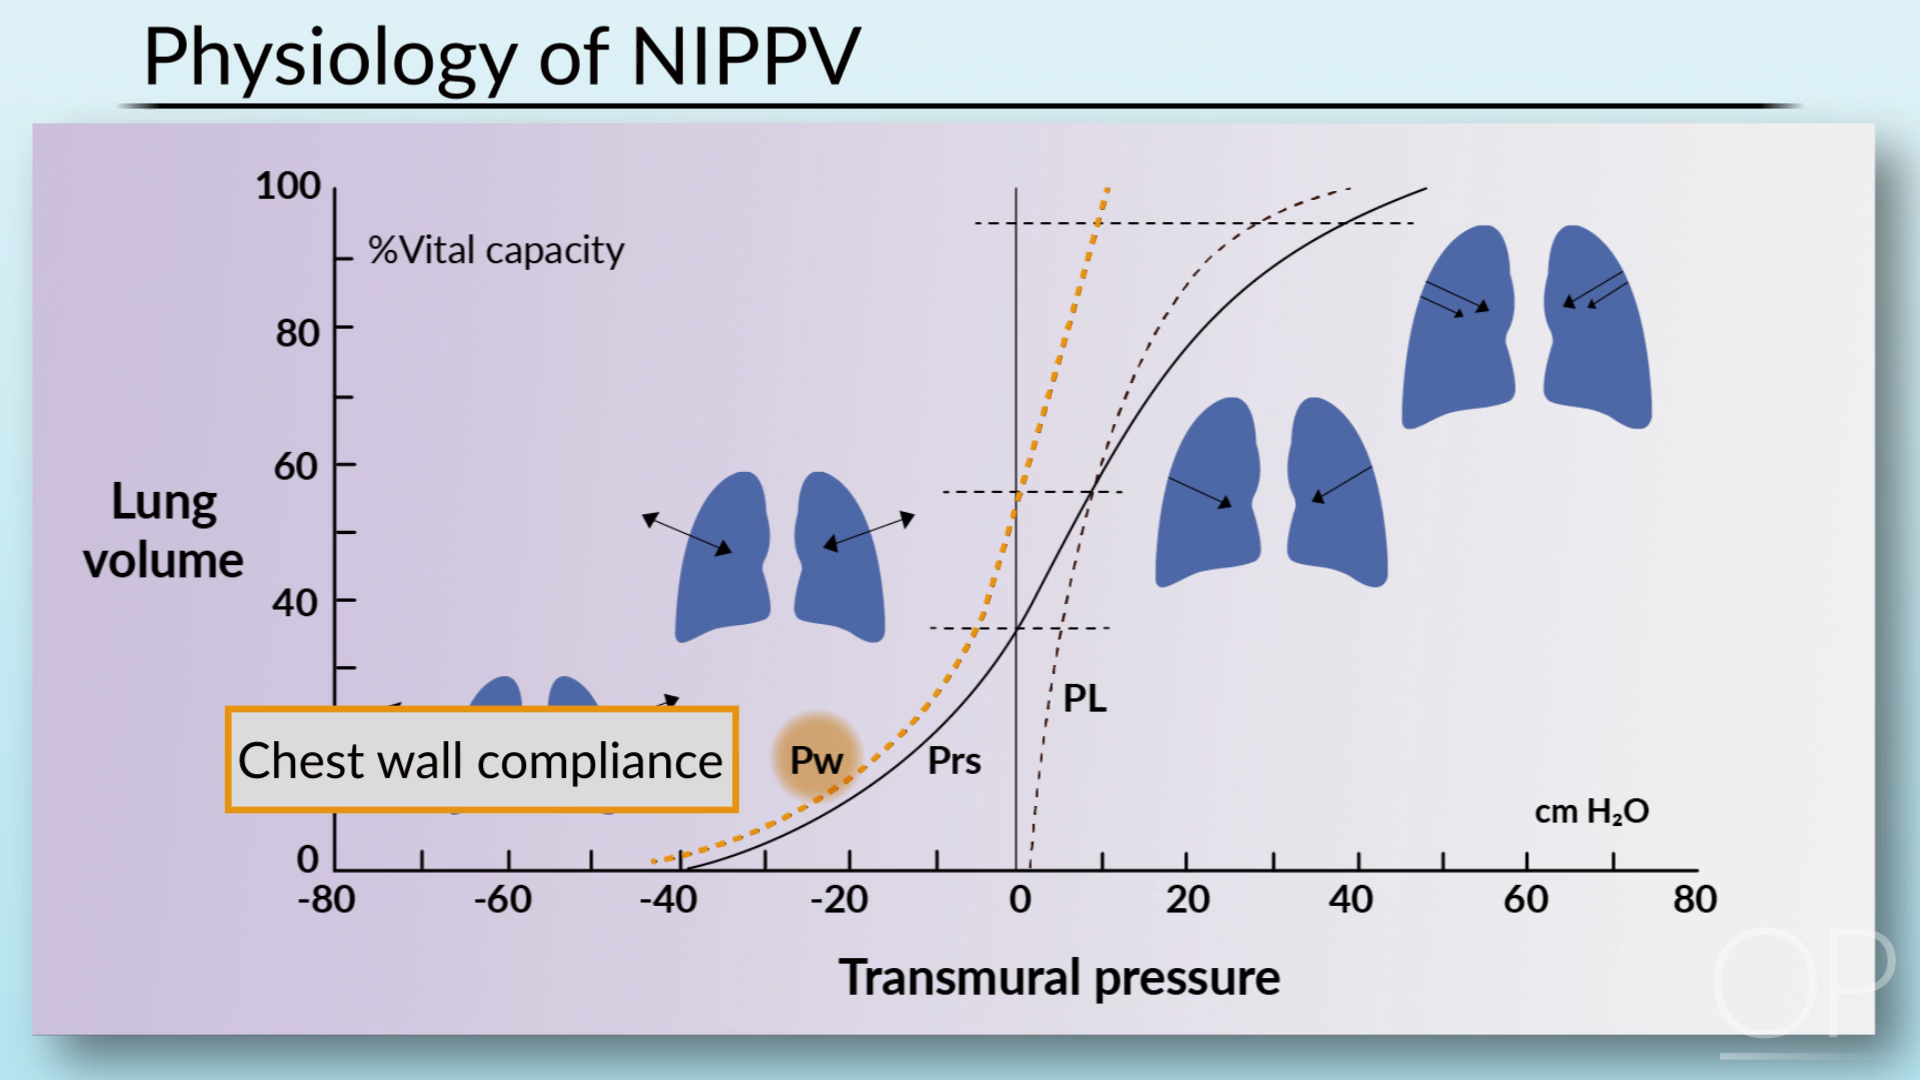 Physiology of NIPPV
100
%Vital capacity
80
60
Lung
volume
40
PL
Chest wall compliance
Pw
Prs
cm H₂O
0
-80
-60
-40
-20
0
20
40
60
80
Transmural pressure
OP